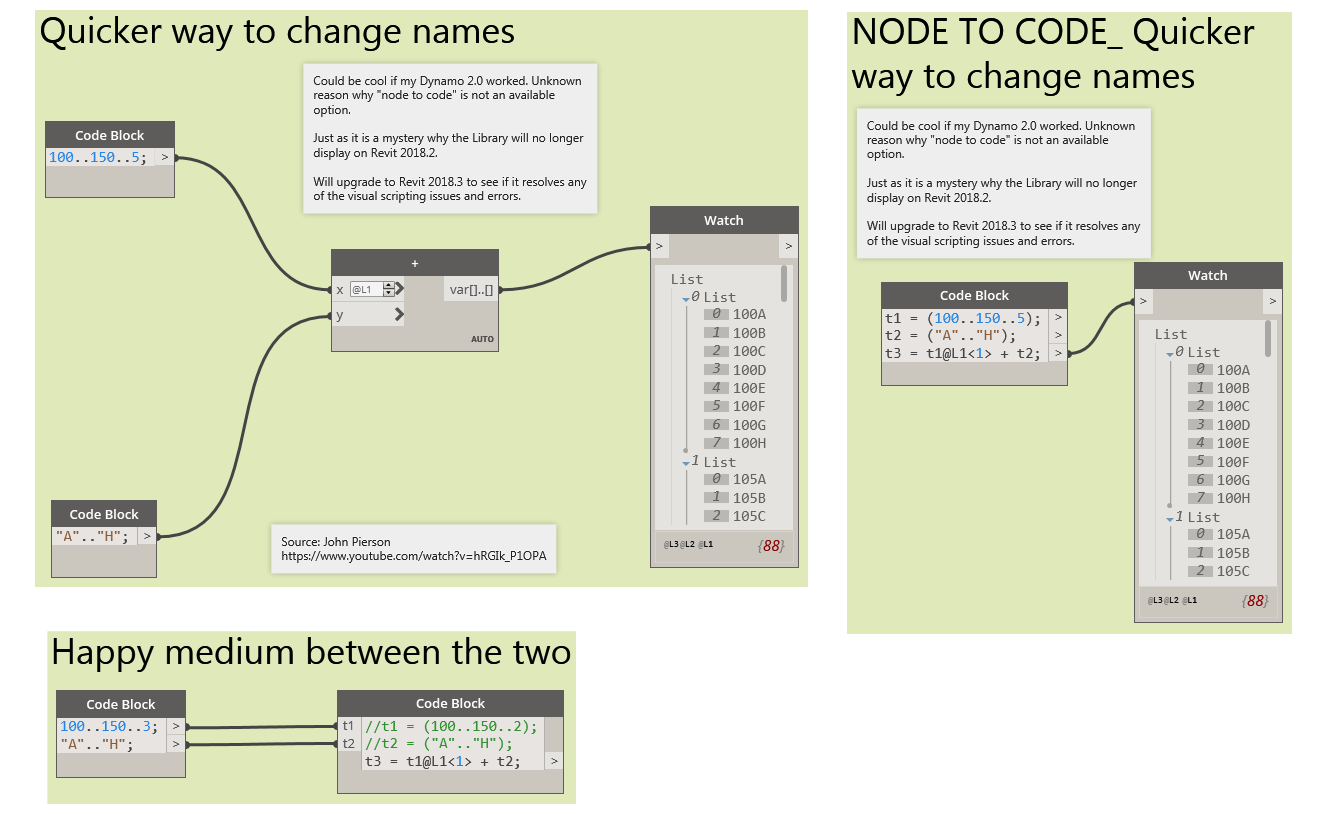 Quicker way to change names
Could be cool if my Dynamo 2.0 worked. Unknown
reason why "node to code" is not an available
option.
Just as it is a mystery why the Library will no longer
display on Revit 2018.2.
Will upgrade to Revit 2018.3 to see if it resolves any
of the visual scripting issues and errors.
Code Block
100..150..5; >
+
x @L1 > var[]..[]
y >
AUTO
Code Block
"A".."H"; >
Source: John Pierson
https://www.youtube.com/watch?v=hRGIk_P1OPA
Watch
> >
List
0 List
0 100A
1 100B
2 100C
3 100D
4 100E
5 100F
6 100G
7 100H
1 List
0 105A
1 105B
2 105C
@L3 @L2 @L1 {88}
NODE TO CODE_ Quicker
way to change names
Could be cool if my Dynamo 2.0 worked. Unknown
reason why "node to code" is not an available
option.
Just as it is a mystery why the Library will no longer
display on Revit 2018.2.
Will upgrade to Revit 2018.3 to see if it resolves any
of the visual scripting issues and errors.
Code Block
t1 = (100..150..5); >
t2 = ("A".."H"); >
t3 = t1@L1<1> + t2; >
Watch
> >
List
0 List
0 100A
1 100B
2 100C
3 100D
4 100E
5 100F
6 100G
7 100H
1 List
0 105A
1 105B
2 105C
@L3 @L2 @L1 {88}
Happy medium between the two
Code Block
100..150..3; >
"A".."H"; >
Code Block
t1 //t1 = (100..150..2);
t2 //t2 = ("A".."H");
t3 = t1@L1<1> + t2; >